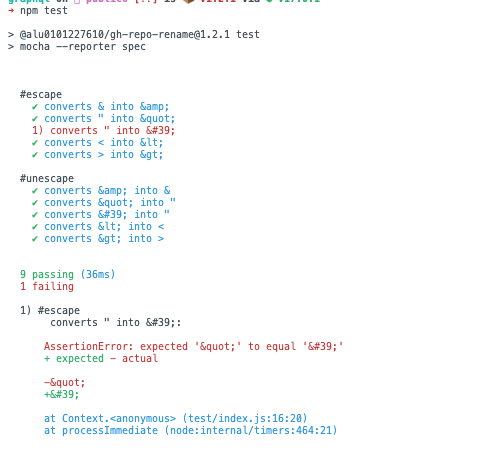 → npm test
> @alu0101227610/gh-repo-rename@1.2.1 test
> mocha --reporter spec
#escape
✔ converts & into &amp;
✔ converts " into &quot;
1) converts " into &#39;
✔ converts < into &lt;
✔ converts > into &gt;
#unescape
✔ converts &amp; into &
✔ converts &quot; into "
✔ converts &#39; into "
✔ converts &lt; into <
✔ converts &gt; into >
9 passing (36ms)
1 failing
1) #escape
converts " into &#39;:
AssertionError: expected '&quot;' to equal '&#39;'
+ expected - actual
-&quot;
+&#39;
at Context.<anonymous> (test/index.js:16:20)
at processImmediate (node:internal/timers:464:21)